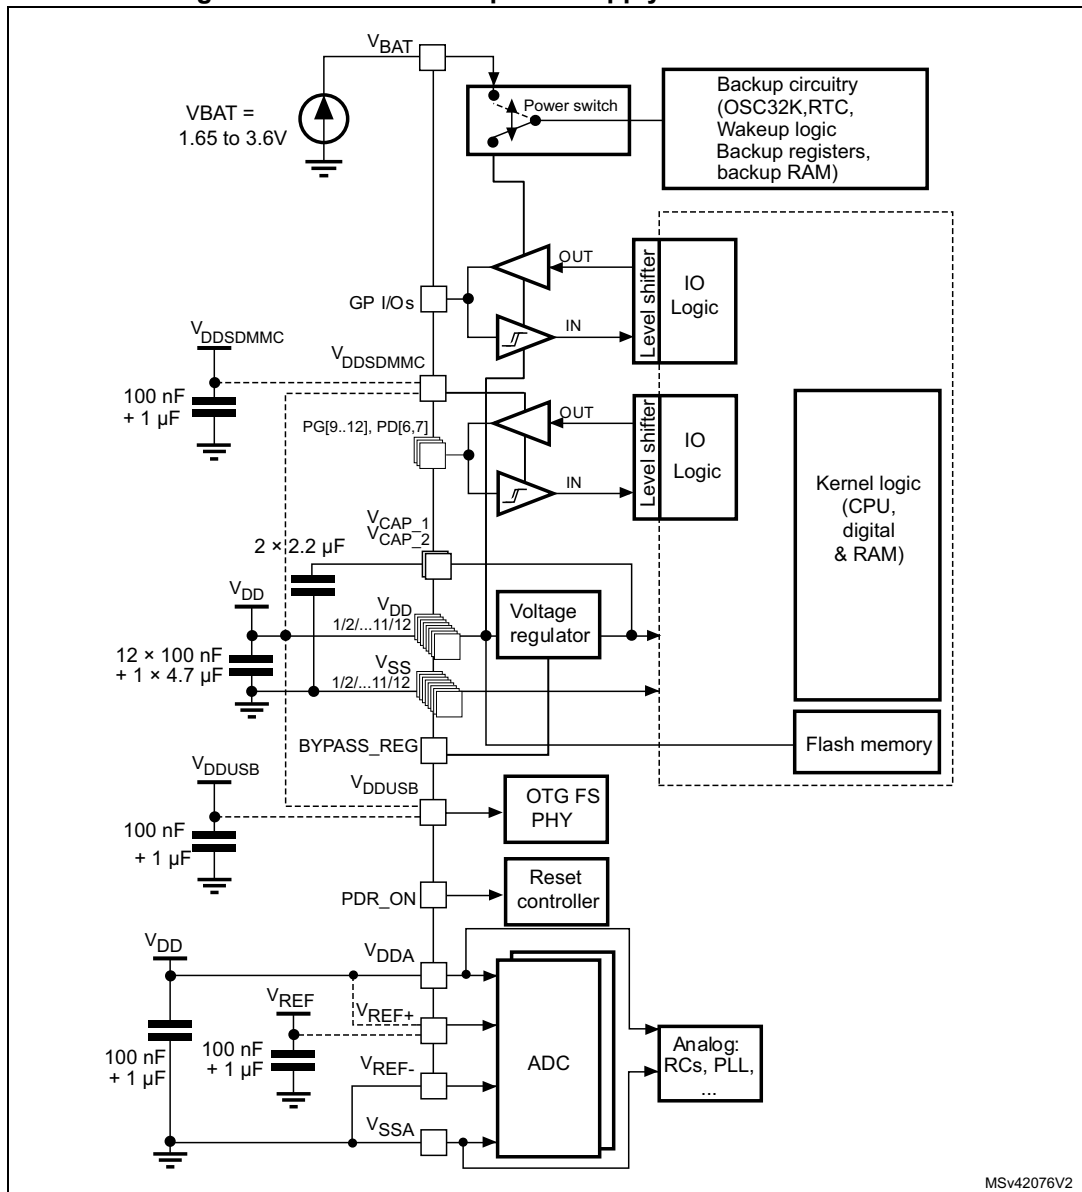 VBAT
VBAT =
1.65 to 3.6V
Power switch
Backup circuitry
(OSC32K,RTC,
Wakeup logic
Backup registers,
backup RAM)
OUT
GP I/Os
IN
Level shifter
IO
Logic
VDDSDMMC
VDDSDMMC
100 nF
+ 1 µF
PG[9..12], PD[6,7]
OUT
IN
Level shifter
IO
Logic
Kernel logic
(CPU,
digital
& RAM)
VCAP_1
VCAP_2
2 × 2.2 µF
VDD
VDD
1/2/...11/12
Voltage
regulator
12 × 100 nF
+ 1 × 4.7 µF
VSS
1/2/...11/12
BYPASS_REG
Flash memory
VDDUSB
VDDUSB
100 nF
+ 1 µF
OTG FS
PHY
PDR_ON
Reset
controller
VDD
VDDA
VREF
VREF+
100 nF
+ 1 µF
100 nF
+ 1 µF
VREF-
ADC
Analog:
RCs, PLL,
...
VSSA
MSv42076V2